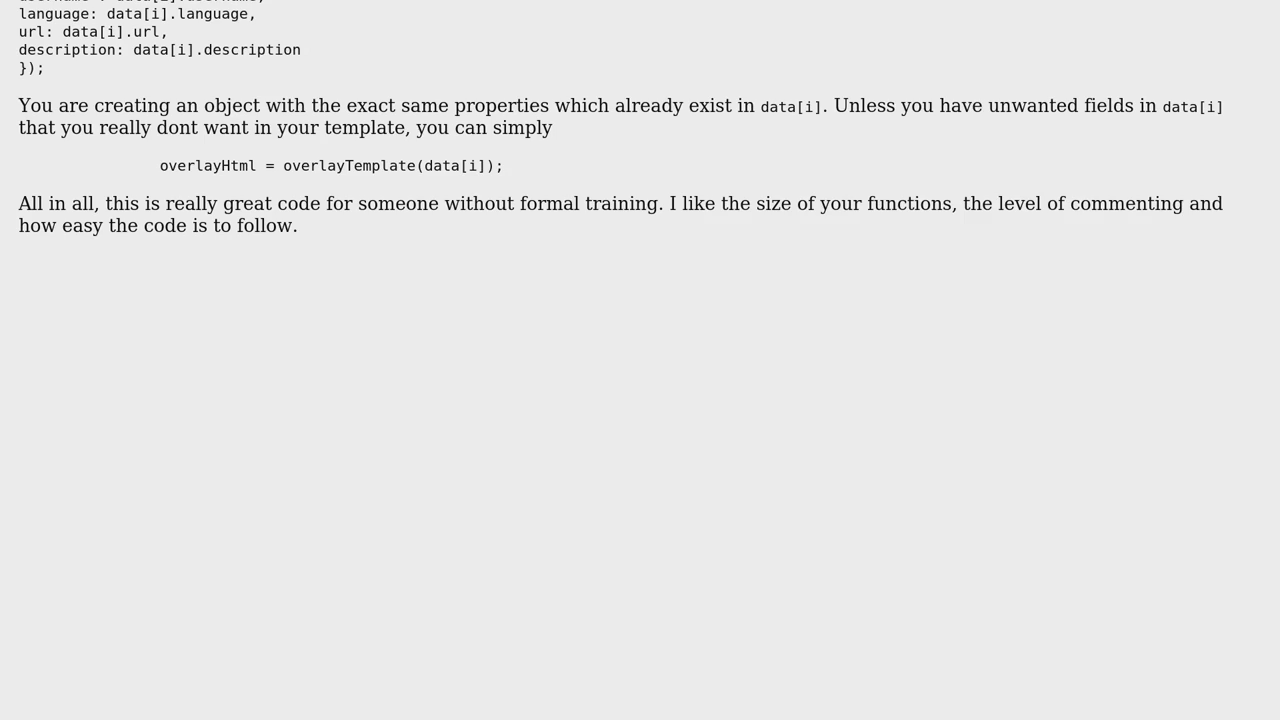 username : data[i].username,
language: data[i].language,
url: data[i].url,
description: data[i].description
});
You are creating an object with the exact same properties which already exist in data[i]. Unless you have unwanted fields in data[i]
that you really dont want in your template, you can simply
overlayHtml = overlayTemplate(data[i]);
All in all, this is really great code for someone without formal training. I like the size of your functions, the level of commenting and
how easy the code is to follow.